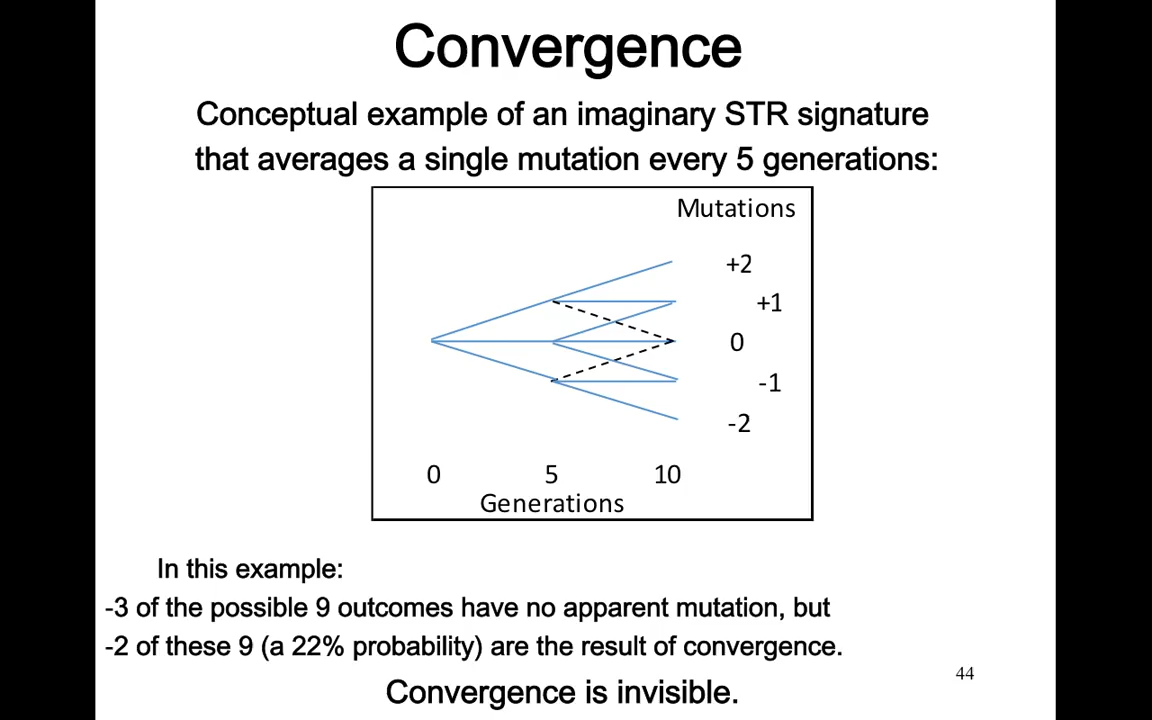 Convergence
Conceptual example of an imaginary STR signature
that averages a single mutation every 5 generations:
Mutations
+2
+1
0
-1
-2
0 5 10
Generations
In this example:
-3 of the possible 9 outcomes have no apparent mutation, but
-2 of these 9 (a 22% probability) are the result of convergence.
44
Convergence is invisible.